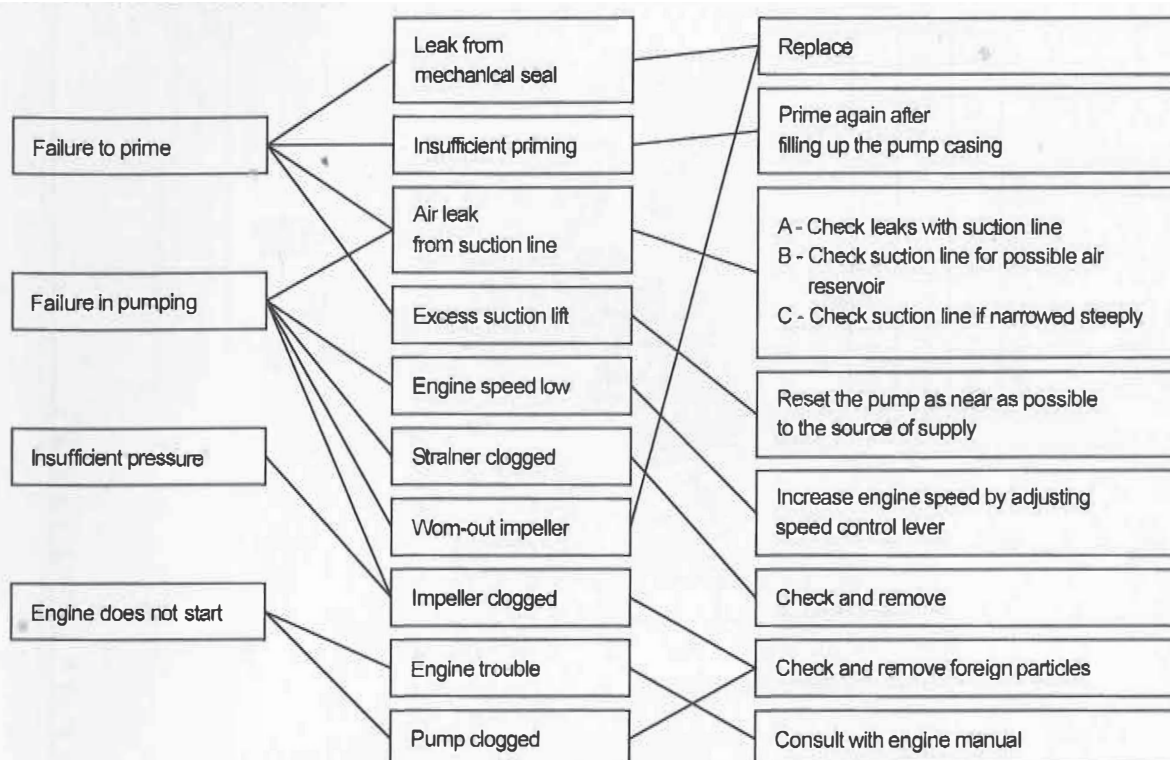 Failure to prime
Failure in pumping
Insufficient pressure
Engine does not start
Leak from
mechanical seal
Insufficient priming
Air leak
from suction line
Excess suction lift
Engine speed low
Strainer clogged
Worn-out impeller
Impeller clogged
Engine trouble
Pump clogged
Replace
Prime again after
filling up the pump casing
A - Check leaks with suction line
B - Check suction line for possible air
reservoir
C - Check suction line if narrowed steeply
Reset the pump as near as possible
to the source of supply
Increase engine speed by adjusting
speed control lever
Check and remove
Check and remove foreign particles
Consult with engine manual